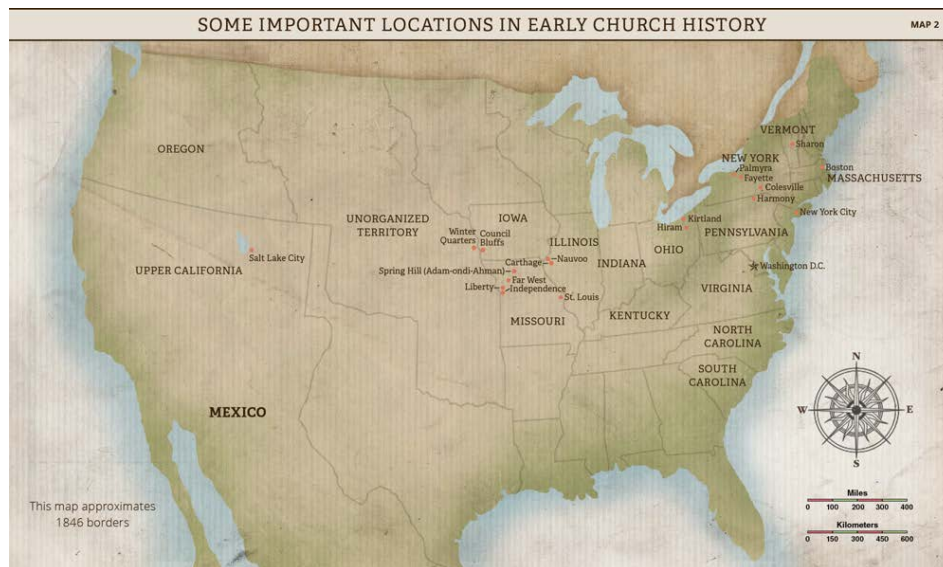 SOME IMPORTANT LOCATIONS IN EARLY CHURCH HISTORY
MAP 2
VERMONT
Sharon
OREGON
NEW YORK
Palmyra
Boston
Fayette
MASSACHUSETTS
Colesville
Harmony
New York City
UNORGANIZED
TERRITORY
IOWA
Kirtland
Hiram
PENNSYLVANIA
Winter
Quarters
Council
Bluffs
ILLINOIS
OHIO
Salt Lake City
UPPER CALIFORNIA
Nauvoo
Carthage
INDIANA
Washington D.C.
Spring Hill (Adam-ondi-Ahman)
Far West
Liberty
Independence
VIRGINIA
St. Louis
MISSOURI
KENTUCKY
NORTH
CAROLINA
SOUTH
CAROLINA
MEXICO
N
W
E
S
This map approximates
1846 borders
Miles
0 100 200 300 400
Kilometers
0 150 300 450 600